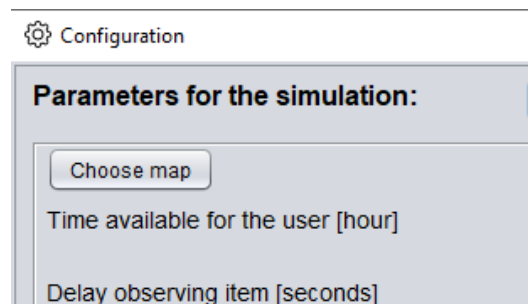 Configuration
Parameters for the simulation:
Choose map
Time available for the user [hour]
Delay observing item [seconds]